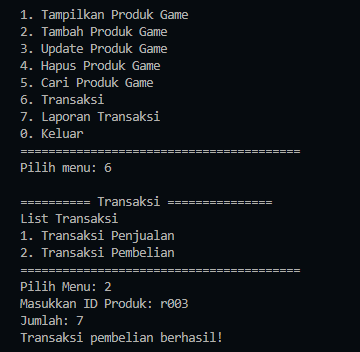 1. Tampilkan Produk Game
2. Tambah Produk Game
3. Update Produk Game
4. Hapus Produk Game
5. Cari Produk Game
6. Transaksi
7. Laporan Transaksi
0. Keluar
========================================
Pilih menu: 6

========== Transaksi ===============
List Transaksi
1. Transaksi Penjualan
2. Transaksi Pembelian
========================================
Pilih Menu: 2
Masukkan ID Produk: r003
Jumlah: 7
Transaksi pembelian berhasil!